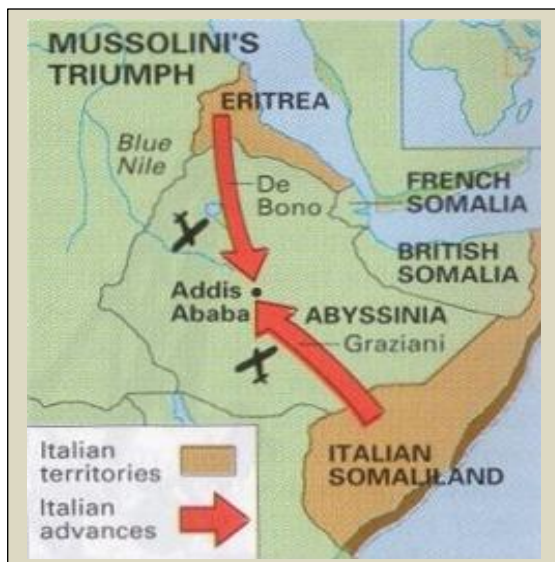 MUSSOLINI'S
TRIUMPH
ERITREA
Blue
Nile
De
Bono
FRENCH
SOMALIA
BRITISH
SOMALIA
Addis
Ababa
ABYSSINIA
Graziani
ITALIAN
SOMALILAND
Italian
territories
Italian
advances